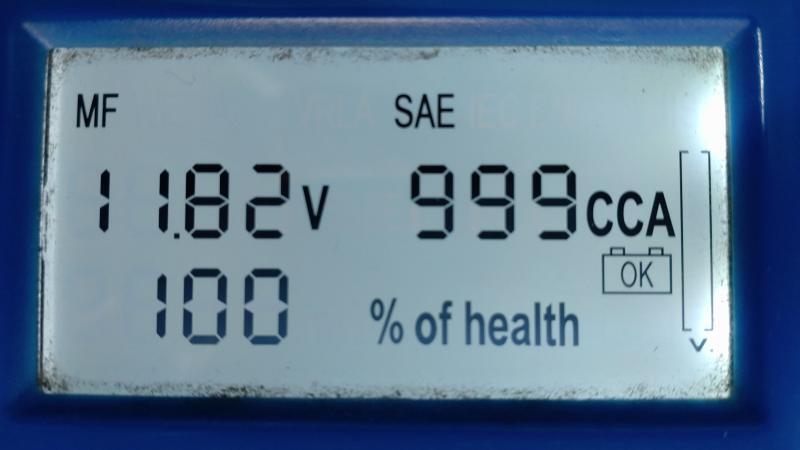 MF SAE
11.82 V 999 CCA
OK
100 % of health